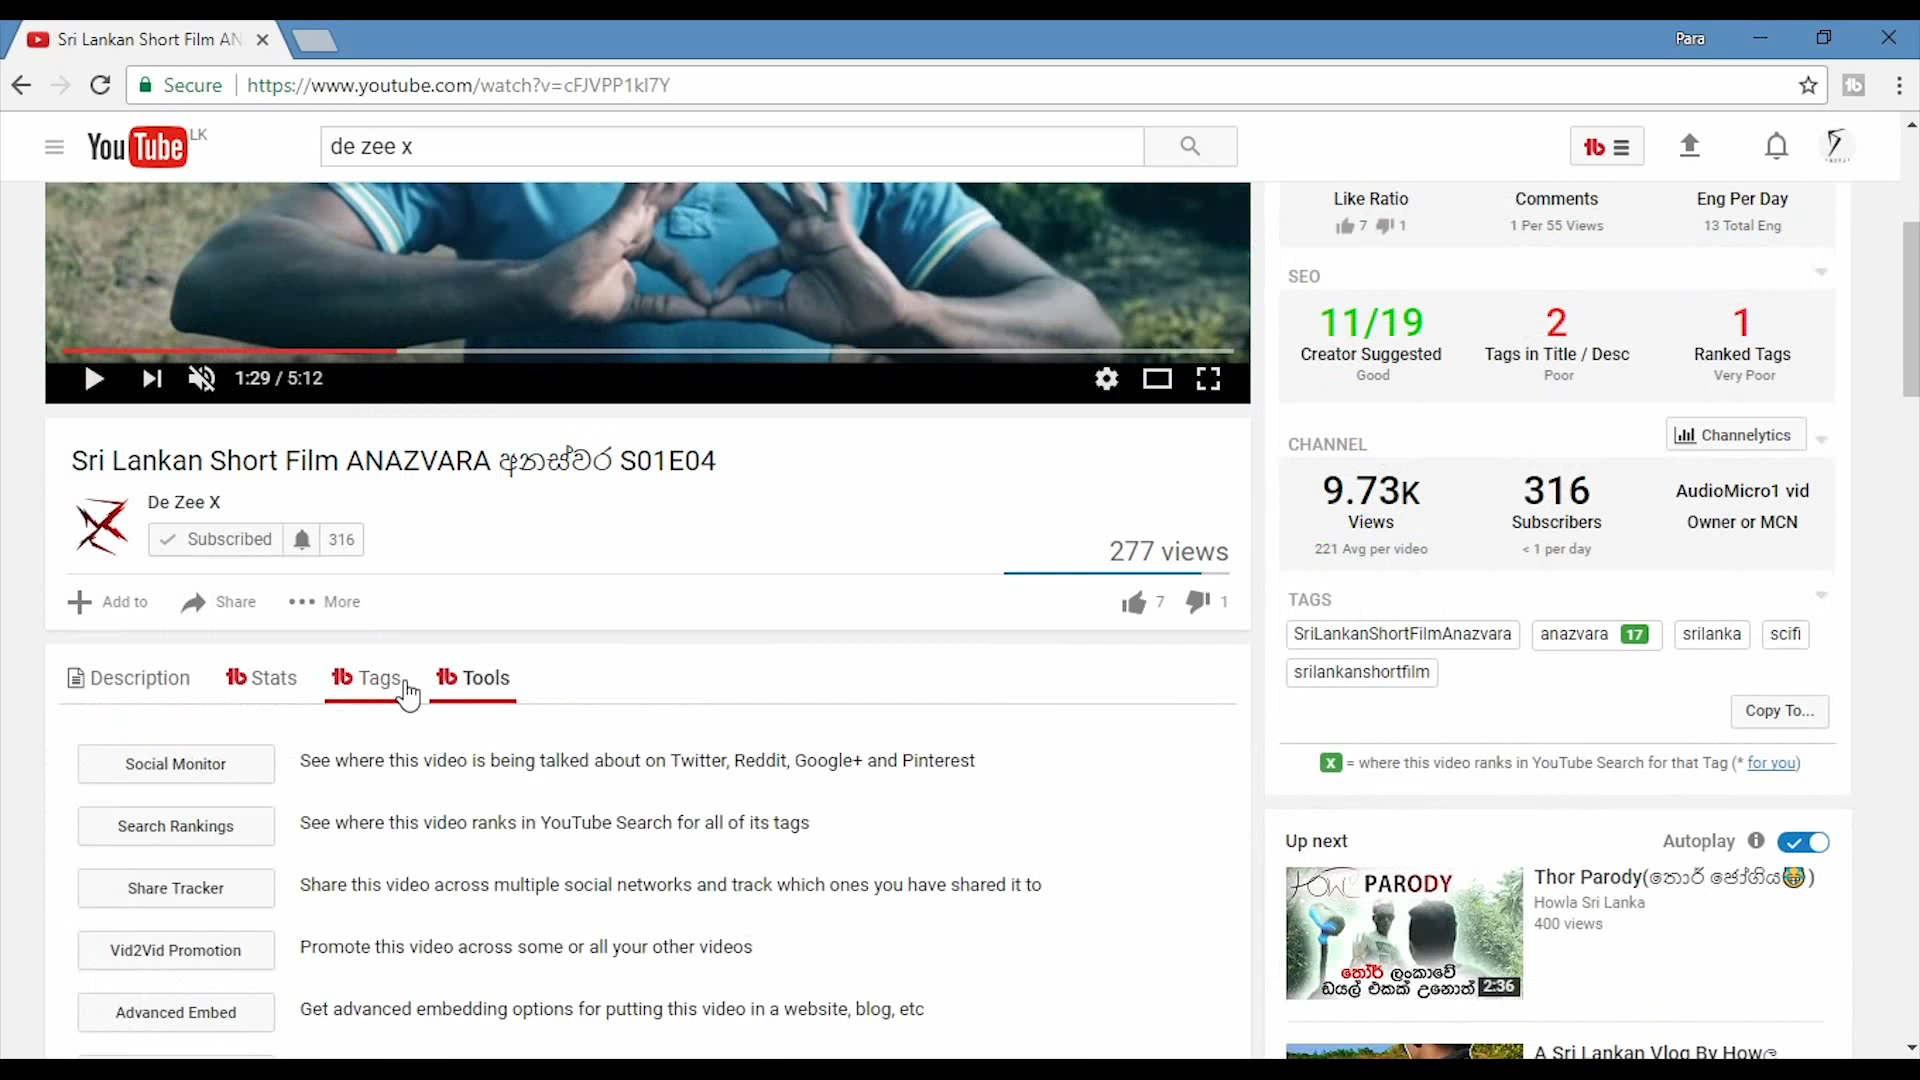 Sri Lankan Short Film AN
Para
Secure
https://www.youtube.com/watch?v=cFJVPP1kI7Y
YouTube LK
de zee x
1:29 / 5:12
Sri Lankan Short Film ANAZVARA අනස්වර S01E04
De Zee X
Subscribed 316
277 views
Add to Share More
7 1
Description Stats Tags Tools
Social Monitor See where this video is being talked about on Twitter, Reddit, Google+ and Pinterest
Search Rankings See where this video ranks in YouTube Search for all of its tags
Share Tracker Share this video across multiple social networks and track which ones you have shared it to
Vid2Vid Promotion Promote this video across some or all your other videos
Advanced Embed Get advanced embedding options for putting this video in a website, blog, etc
Like Ratio Comments Eng Per Day
7 1 1 Per 55 Views 13 Total Eng
SEO
11/19 2 1
Creator Suggested Tags in Title / Desc Ranked Tags
Good Poor Very Poor
CHANNEL Channelytics
9.73K 316 AudioMicro1 vid
Views Subscribers Owner or MCN
221 Avg per video < 1 per day
TAGS
SriLankanShortFilmAnazvara anazvara 17 srilanka scifi
srilankanshortfilm
Copy To...
X = where this video ranks in YouTube Search for that Tag (* for you)
Up next Autoplay
PARODY
තෝර් ලංකාවේ
ඩයල් එකක් උනොත් 2:36
Thor Parody(තොර් ජෝගිය)
Howla Sri Lanka
400 views
A Sri Lankan Vlog By Howල